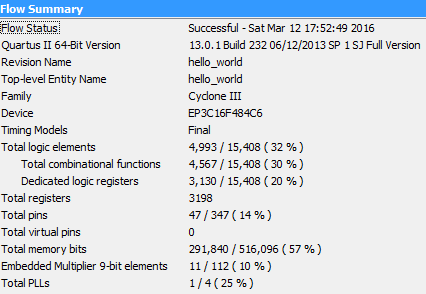 Flow Summary
Flow Status Successful - Sat Mar 12 17:52:49 2016
Quartus II 64-Bit Version 13.0.1 Build 232 06/12/2013 SP 1 SJ Full Version
Revision Name hello_world
Top-level Entity Name hello_world
Family Cyclone III
Device EP3C16F484C6
Timing Models Final
Total logic elements 4,993 / 15,408 ( 32 % )
Total combinational functions 4,567 / 15,408 ( 30 % )
Dedicated logic registers 3,130 / 15,408 ( 20 % )
Total registers 3198
Total pins 47 / 347 ( 14 % )
Total virtual pins 0
Total memory bits 291,840 / 516,096 ( 57 % )
Embedded Multiplier 9-bit elements 11 / 112 ( 10 % )
Total PLLs 1 / 4 ( 25 % )